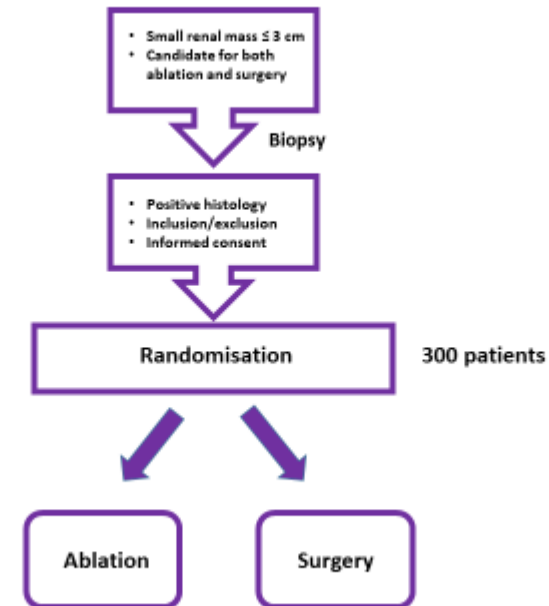 • Small renal mass ≤ 3 cm
• Candidate for both
ablation and surgery
Biopsy
• Positive histology
• Inclusion/exclusion
• Informed consent
Randomisation
300 patients
Ablation
Surgery